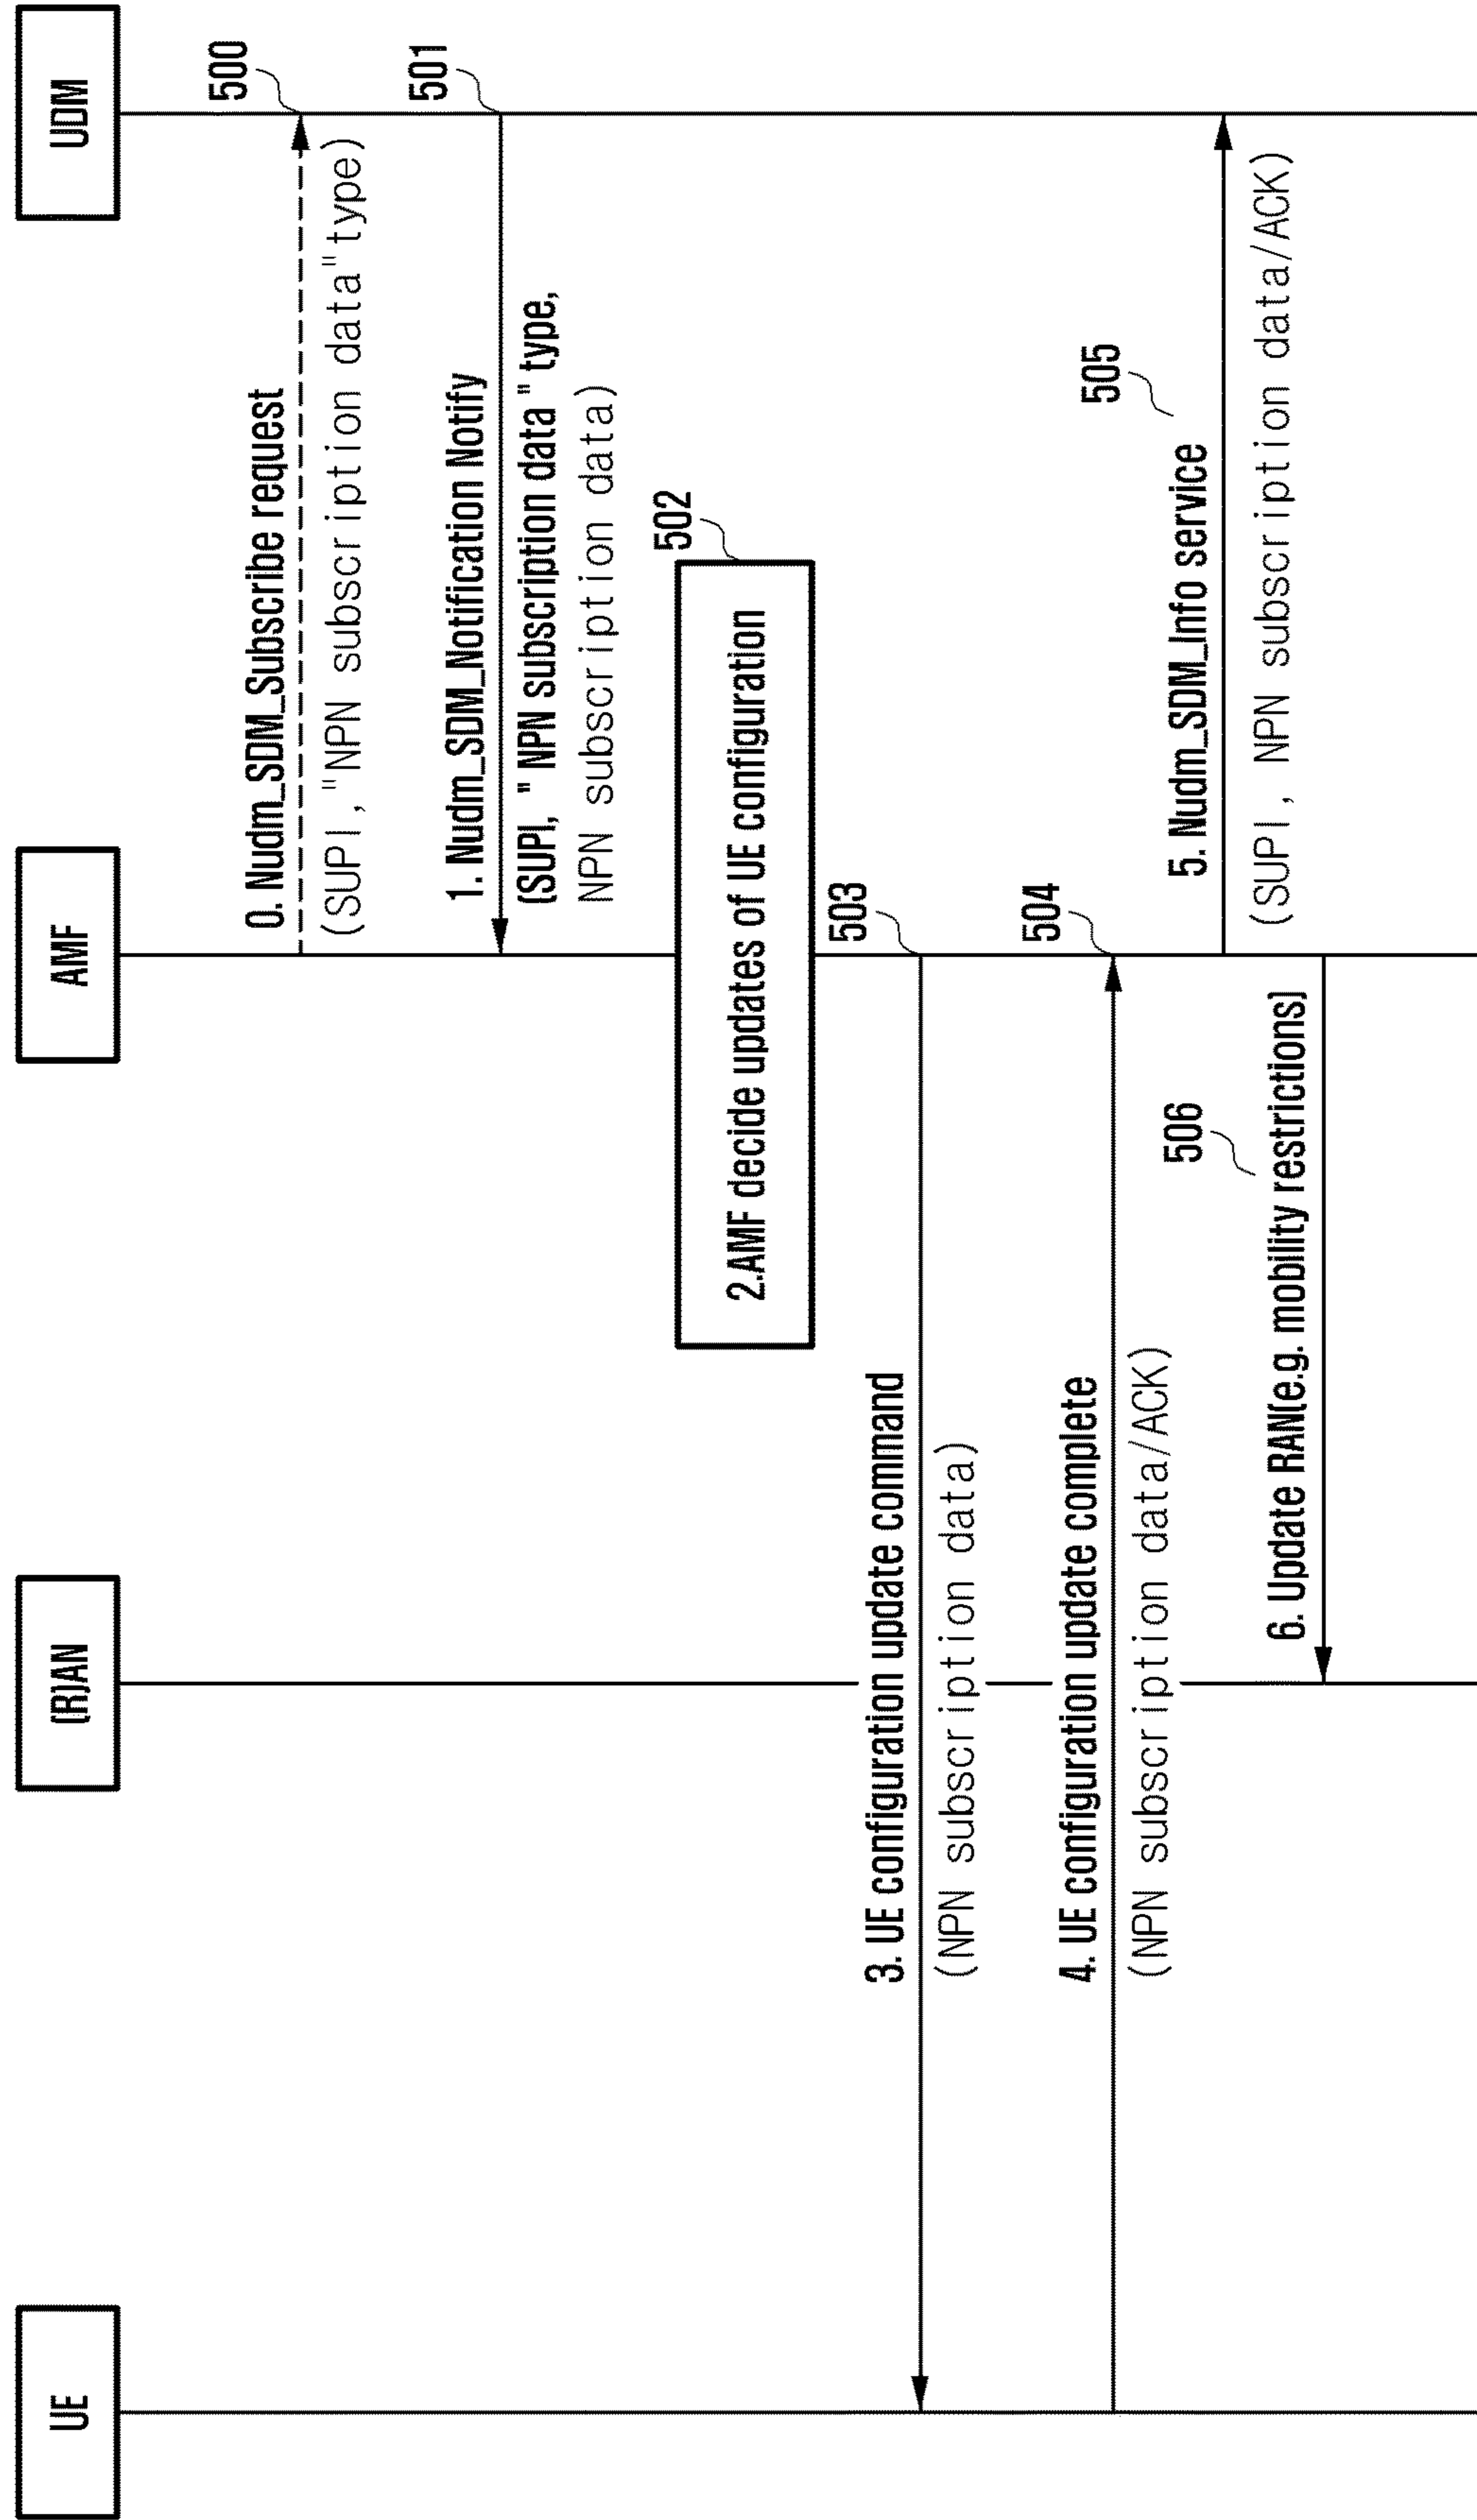 UE
(R)AN
AMF
UDM
500
0. Nudm_SDM_Subscribe request
(SUPI,"NPN subscription data"type)
501
1. Nudm_SDM_Notification Notify
(SUPI, " NPN subscription data " type,
NPN subscription data)
502
2.AMF decide updates of UE configuration
503
3. UE configuration update command
(NPN subscription data)
504
4. UE configuration update complete
(NPN subscription data/ACK)
505
5. Nudm_SDM_Info service
(SUPI, NPN subscription data/ACK)
506
6. Update RAN(e.g. mobility restrictions)